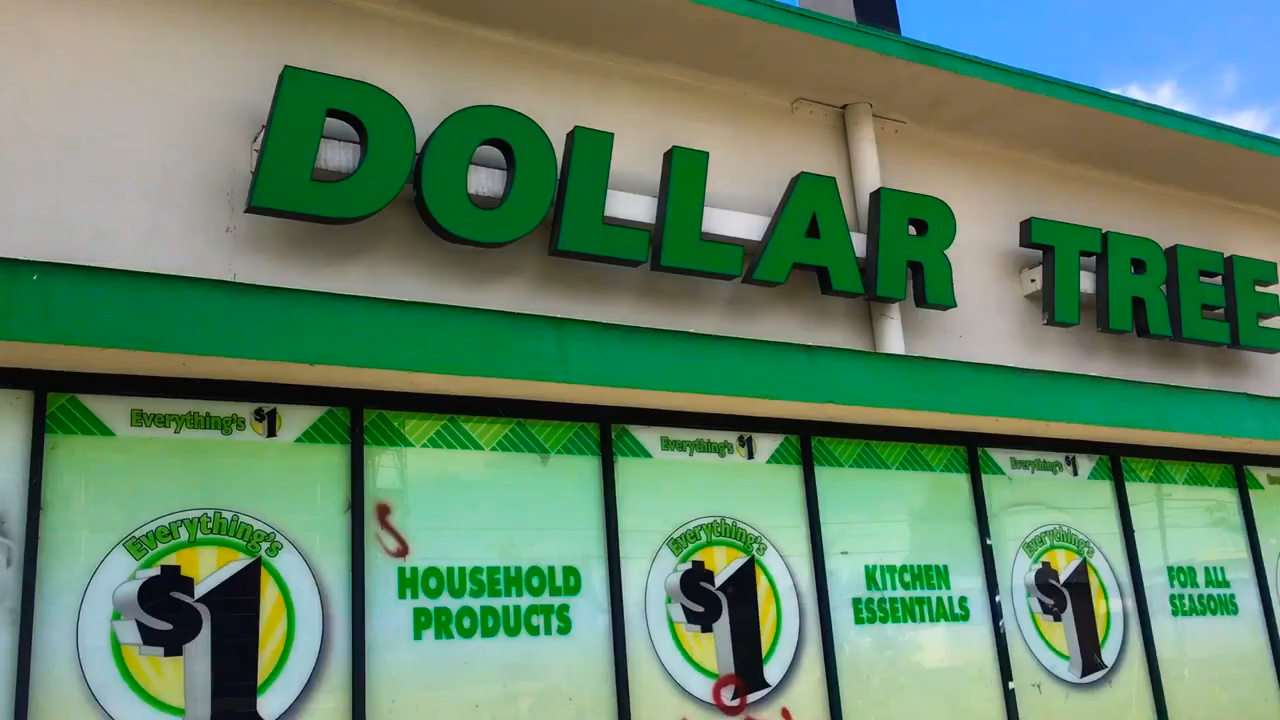 DOLLAR TREE
Everything's $1
Everything's $1
Everything's $1
Everything's
$1
HOUSEHOLD
PRODUCTS
Everything's
$1
KITCHEN
ESSENTIALS
Everything's
$1
FOR ALL
SEASONS